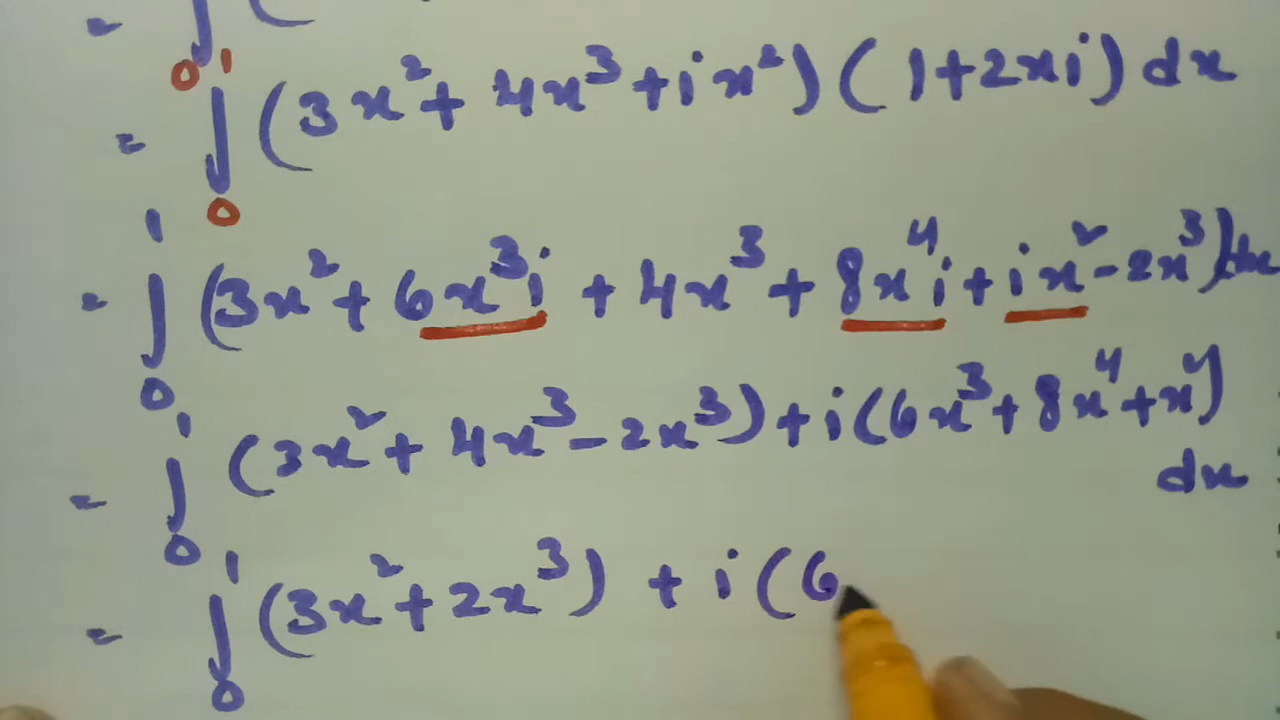 = ∫ (
0
= ∫₀¹ (3x² + 4x³ + ix²) (1+2xi) dx
= ∫₀¹ (3x² + 6x³i + 4x³ + 8x⁴i + ix² - 2x³) dx
= ∫₀¹ (3x² + 4x³ - 2x³) + i(6x³ + 8x⁴ + x²) dx
= ∫₀¹ (3x² + 2x³) + i(6